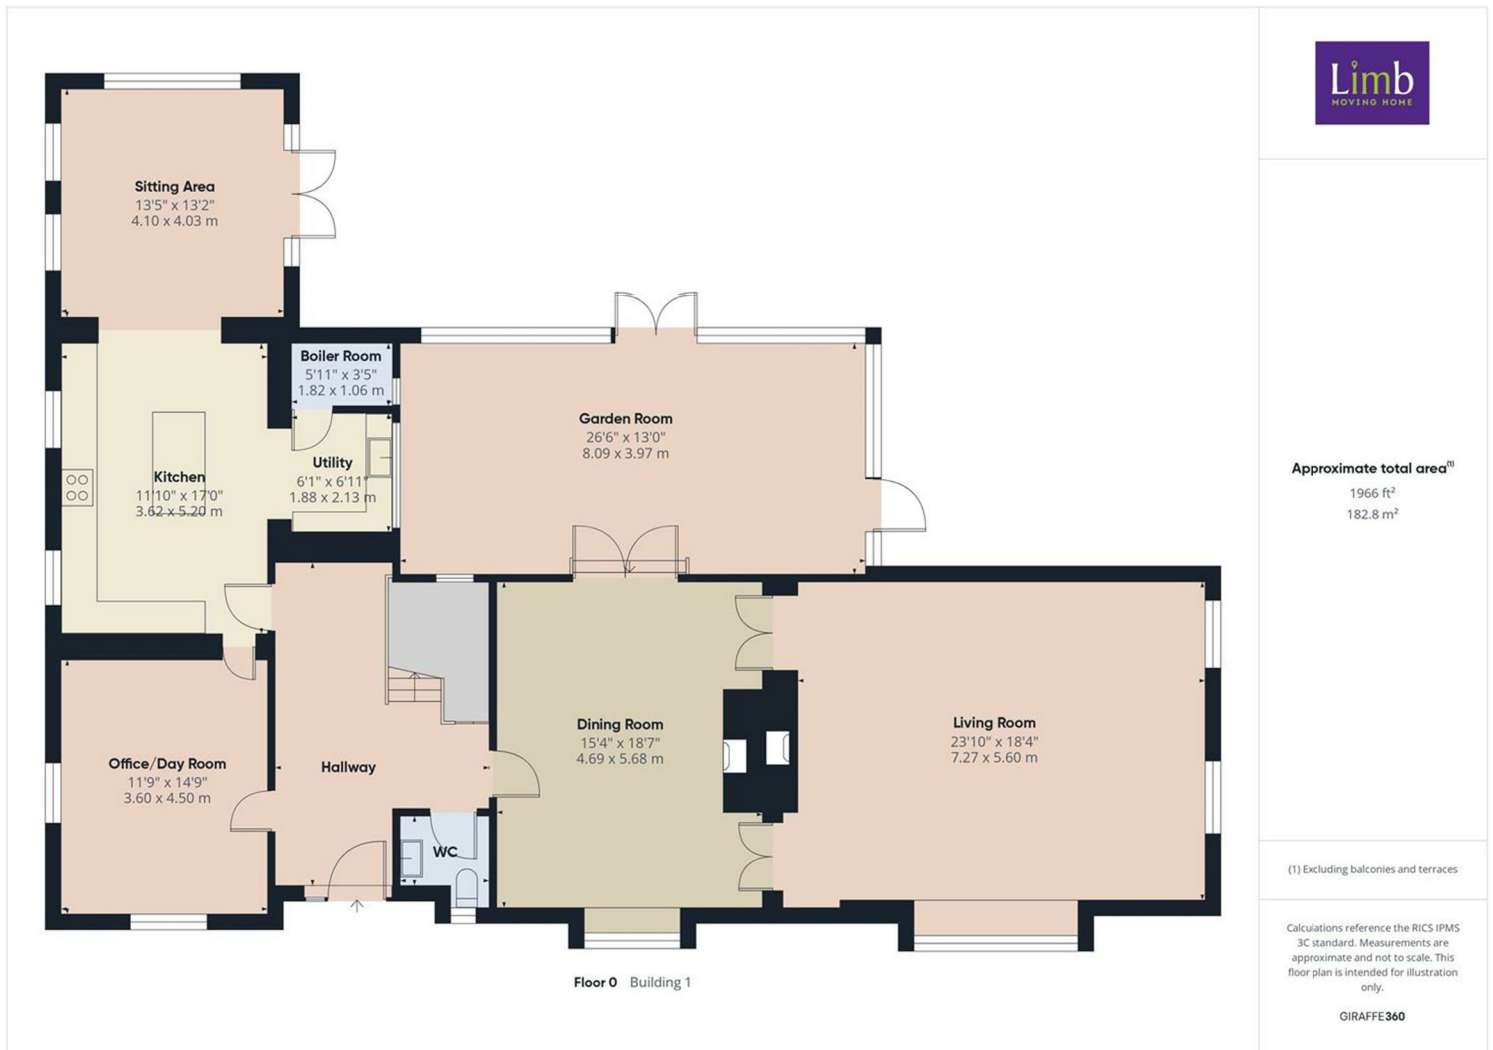 Limb
MOVING HOME
Sitting Area
13'5" x 13'2"
4.10 x 4.03 m
Boiler Room
5'11" x 3'5"
1.82 x 1.06 m
Garden Room
26'6" x 13'0"
8.09 x 3.97 m
Kitchen
11'10" x 17'0"
3.62 x 5.20 m
Utility
6'1" x 6'11"
1.88 x 2.13 m
Approximate total area(1)
1966 ft²
182.8 m²
Office/Day Room
11'9" x 14'9"
3.60 x 4.50 m
Hallway
Dining Room
15'4" x 18'7"
4.69 x 5.68 m
Living Room
23'10" x 18'4"
7.27 x 5.60 m
WC
(1) Excluding balconies and terraces
Calculations reference the RICS IPMS
3C standard. Measurements are
approximate and not to scale. This
floor plan is intended for illustration
only.
GIRAFFE360
Floor 0 Building 1